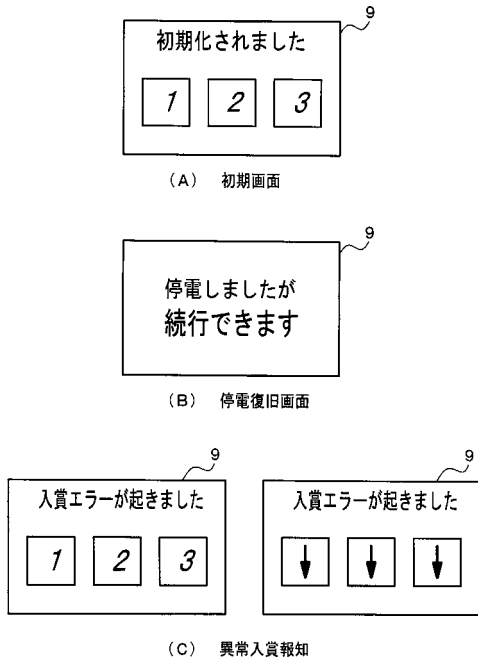 9
初期化されました
1 2 3
(A) 初期画面
9
停電しましたが
続行できます
(B) 停電復旧画面
9
入賞エラーが起きました
1 2 3
9
入賞エラーが起きました
↓ ↓ ↓
(C) 異常入賞報知